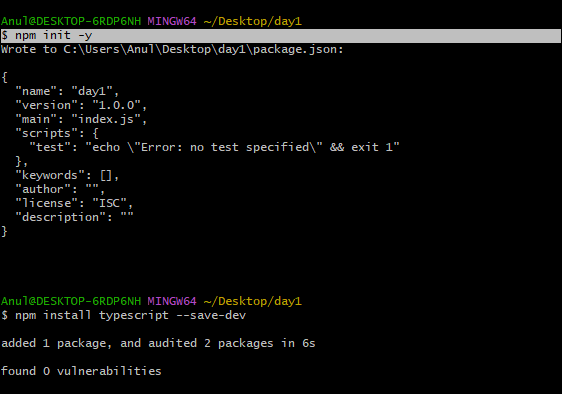 Anul@DESKTOP-6RDP6NH MINGW64 ~/Desktop/day1
$ npm init -y
Wrote to C:\Users\Anul\Desktop\day1\package.json:
{
  "name": "day1",
  "version": "1.0.0",
  "main": "index.js",
  "scripts": {
    "test": "echo \"Error: no test specified\" && exit 1"
  },
  "keywords": [],
  "author": "",
  "license": "ISC",
  "description": ""
}
Anul@DESKTOP-6RDP6NH MINGW64 ~/Desktop/day1
$ npm install typescript --save-dev
added 1 package, and audited 2 packages in 6s
found 0 vulnerabilities